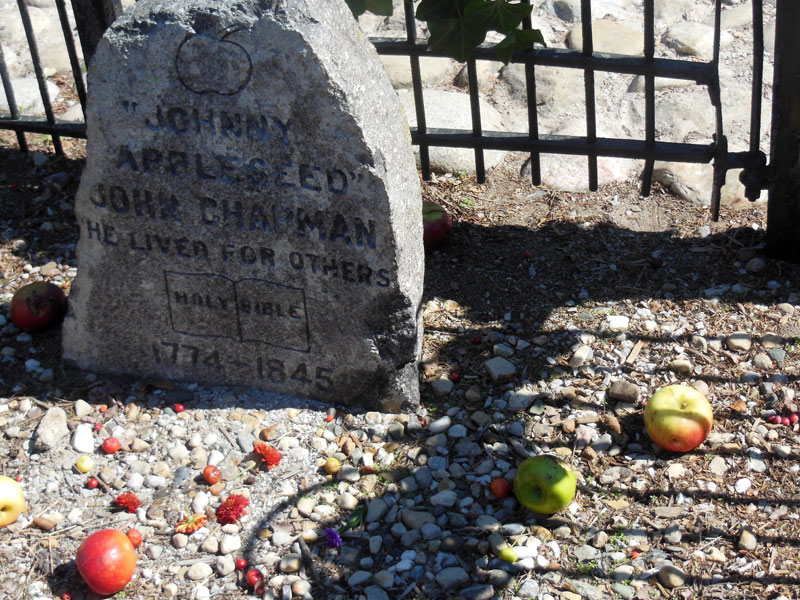 "JOHNNY
APPLESEED"
JOHN CHAPMAN
HE LIVED FOR OTHERS
HOLY BIBLE
1774-1845